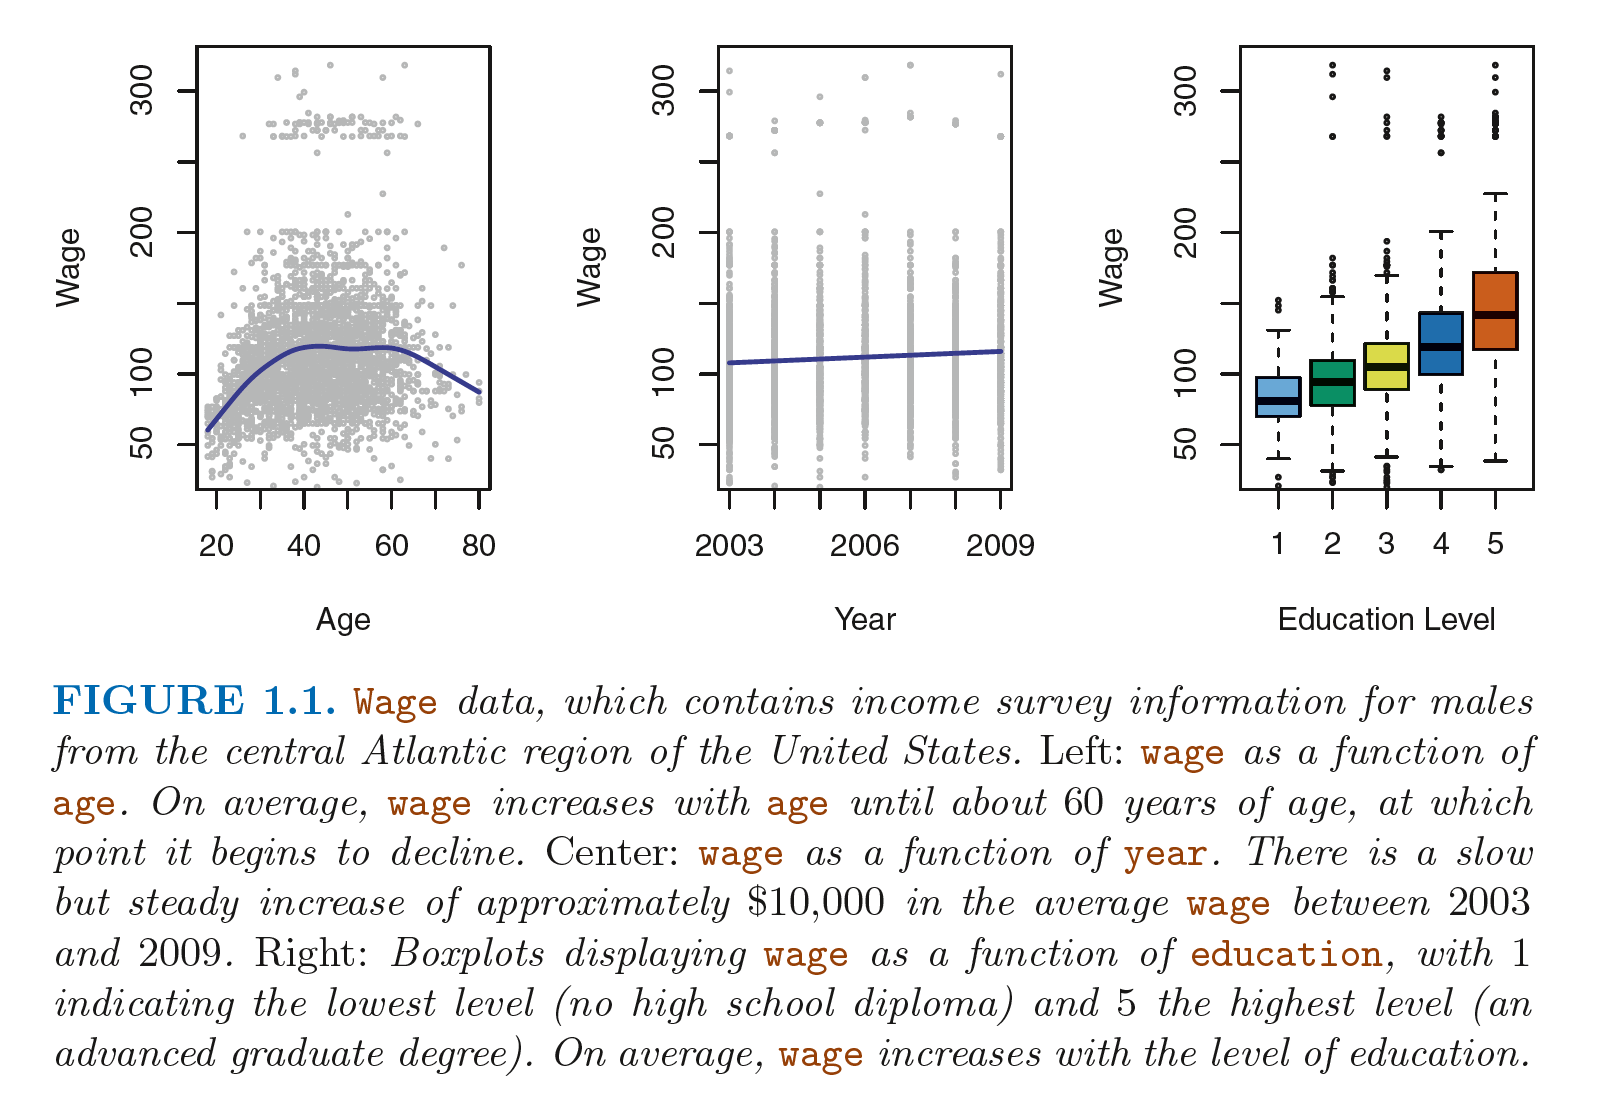 Wage
50
100
200
300
20 40 60 80
Age
Wage
50
100
200
300
2003 2006 2009
Year
Wage
50
100
200
300
1 2 3 4 5
Education Level
FIGURE 1.1. Wage data, which contains income survey information for males
from the central Atlantic region of the United States. Left: wage as a function of
age. On average, wage increases with age until about 60 years of age, at which
point it begins to decline. Center: wage as a function of year. There is a slow
but steady increase of approximately $10,000 in the average wage between 2003
and 2009. Right: Boxplots displaying wage as a function of education, with 1
indicating the lowest level (no high school diploma) and 5 the highest level (an
advanced graduate degree). On average, wage increases with the level of education.